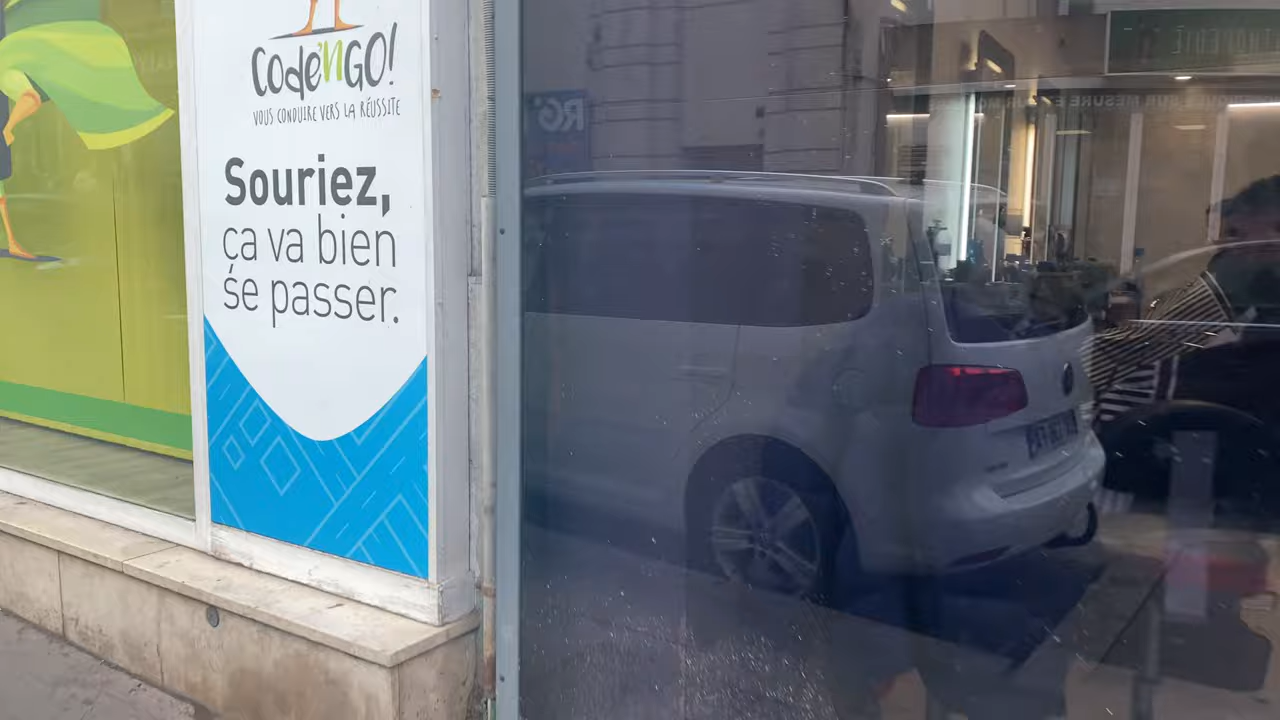 Code'nGO!
VOUS CONDUIRE VERS LA RÉUSSITE
Souriez,
ça va bien
se passer.